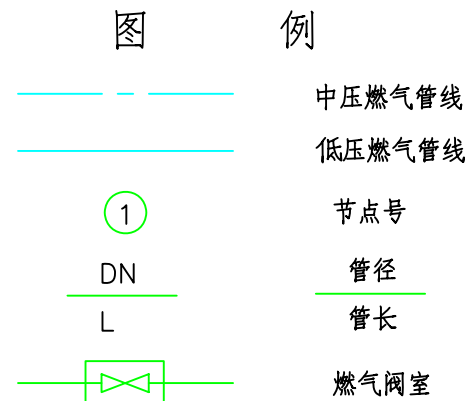 图 例
中压燃气管线
低压燃气管线
1 节点号
DN 管径
L 管长
燃气阀室